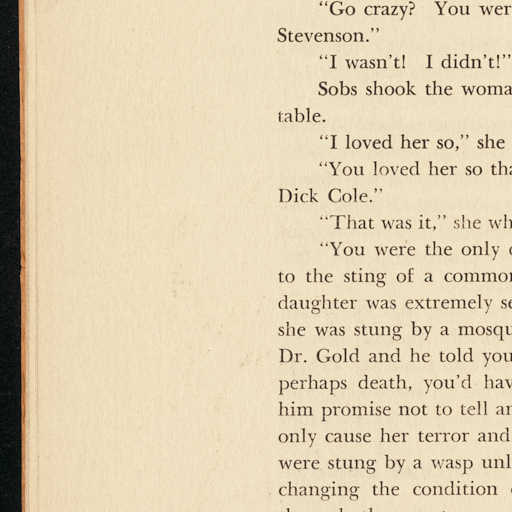 "Go crazy? You wer
Stevenson."
"I wasn't! I didn't!"
Sobs shook the woma
table.
"I loved her so," she
"You loved her so tha
Dick Cole."
"That was it," she wh
"You were the only
to the sting of a common
daughter was extremely se
she was stung by a mosqu
Dr. Gold and he told you
perhaps death, you'd hav
him promise not to tell an
only cause her terror and
were stung by a wasp unl
changing the condition